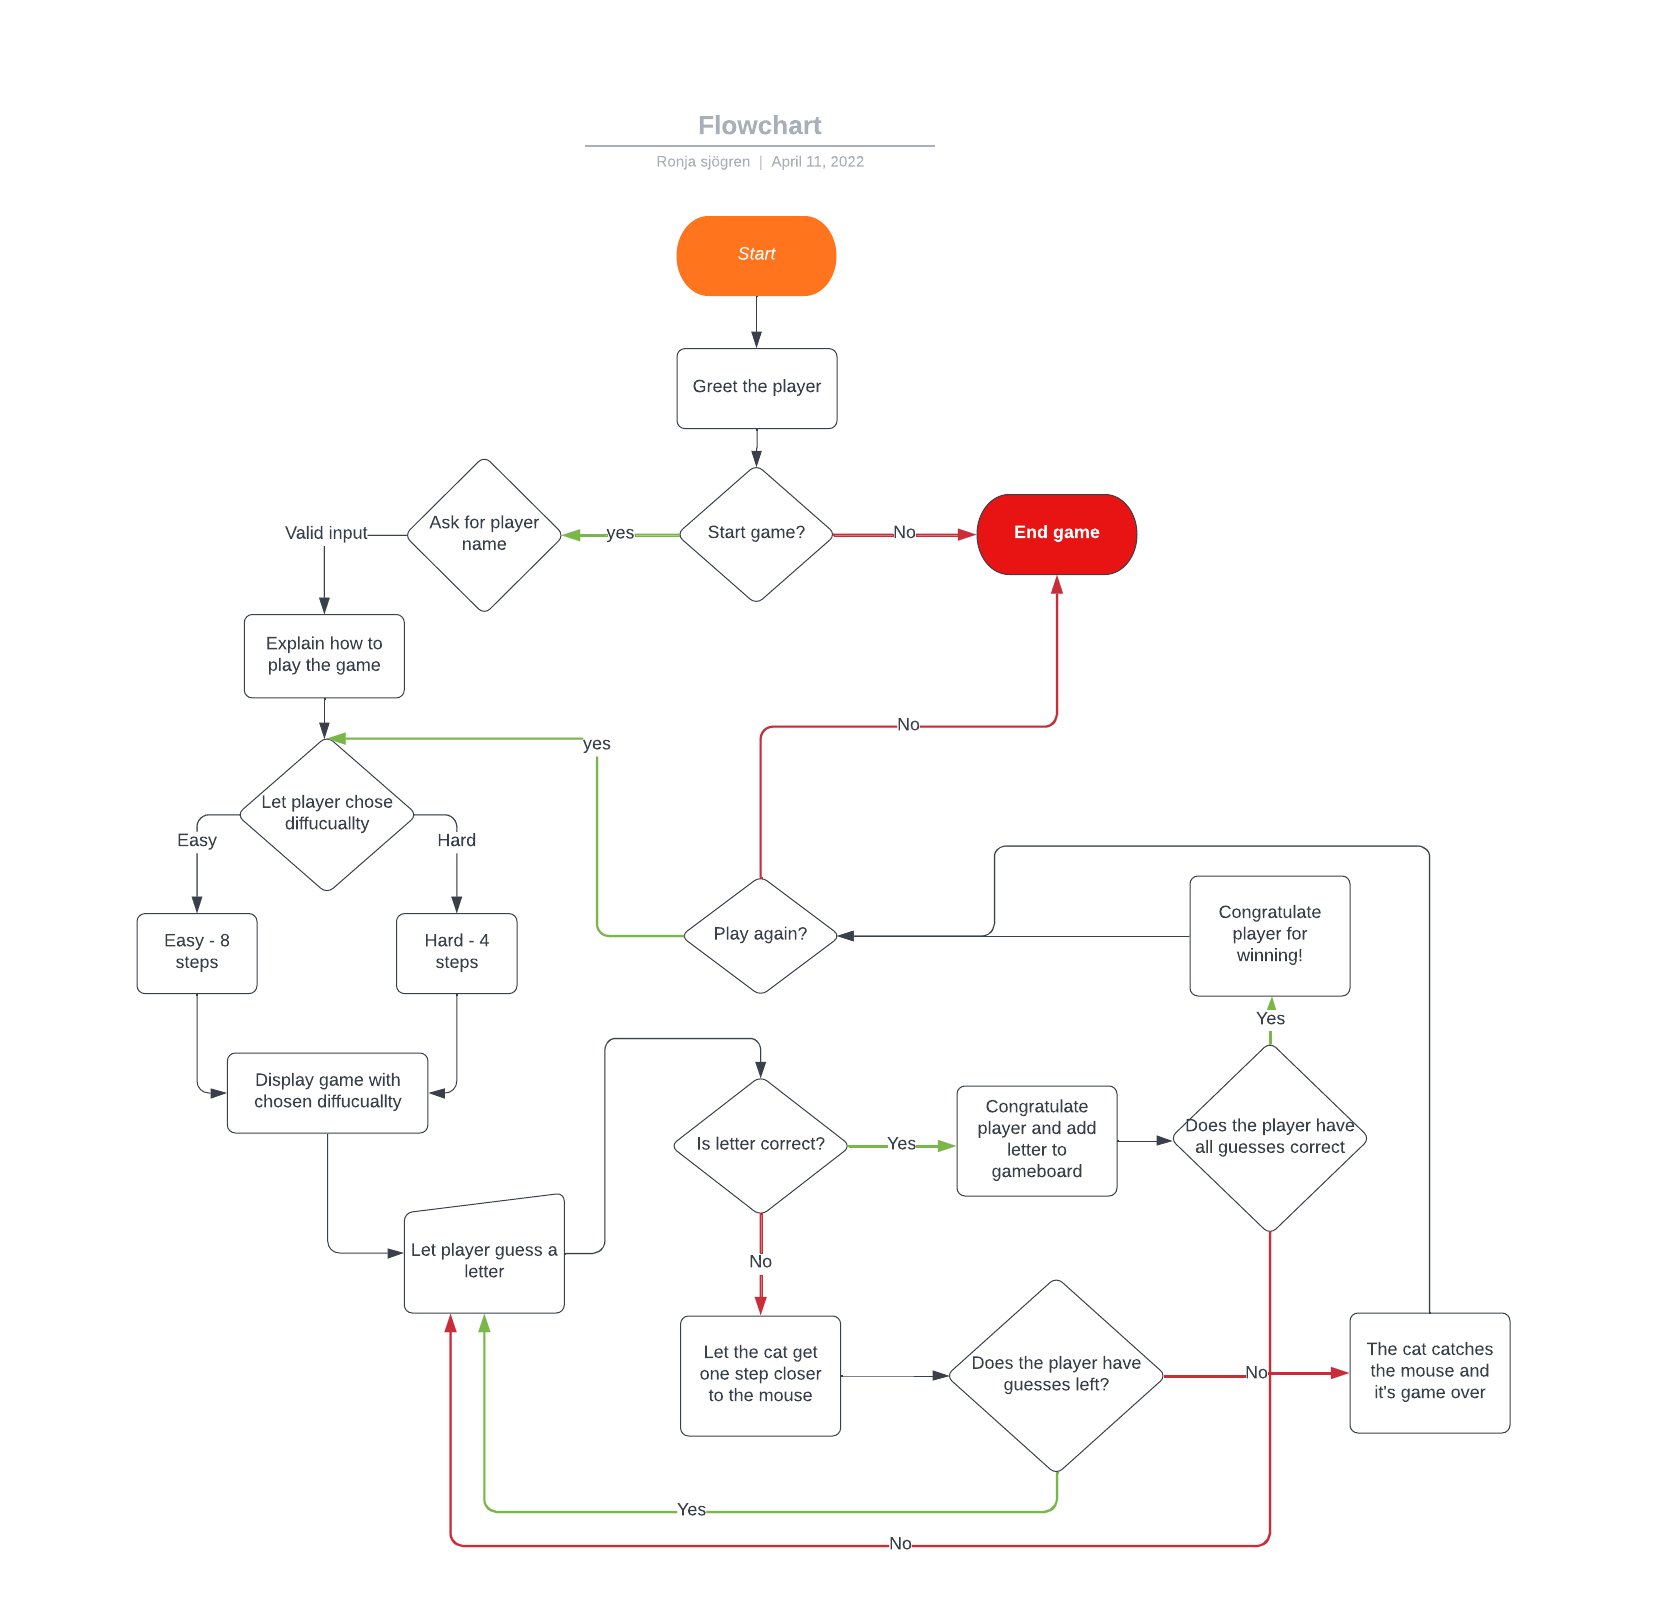 Flowchart
Ronja sjögren | April 11, 2022
Start
Greet the player
Start game?
yes
No
End game
Ask for player
name
Valid input
Explain how to
play the game
Let player chose
diffucuallty
Easy
Hard
Easy - 8
steps
Hard - 4
steps
Display game with
chosen diffucuallty
Let player guess a
letter
Is letter correct?
Yes
Congratulate
player and add
letter to
gameboard
Does the player have
all guesses correct
Yes
Congratulate
player for
winning!
Play again?
yes
No
No
Let the cat get
one step closer
to the mouse
Does the player have
guesses left?
No
The cat catches
the mouse and
it's game over
Yes
No